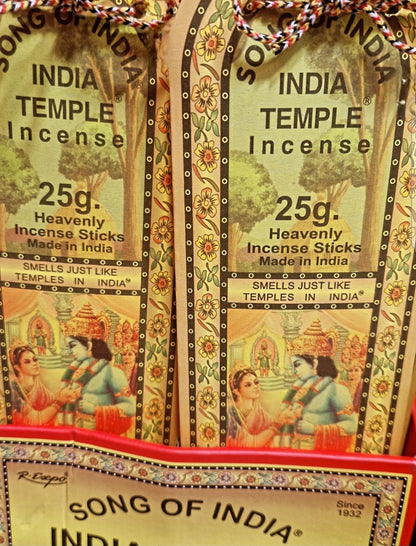 SONG OF INDIA
INDIA
TEMPLE®
Incense
25g.
Heavenly
Incense Sticks
Made in India
SMELLS JUST LIKE
TEMPLES IN INDIA®
SONG OF INDIA
INDIA
TEMPLE®
Incense
25g.
Heavenly
Incense Sticks
Made in India
SMELLS JUST LIKE
TEMPLES IN INDIA®
R-Expo
SONG OF INDIA®
Since
1932
INDIA